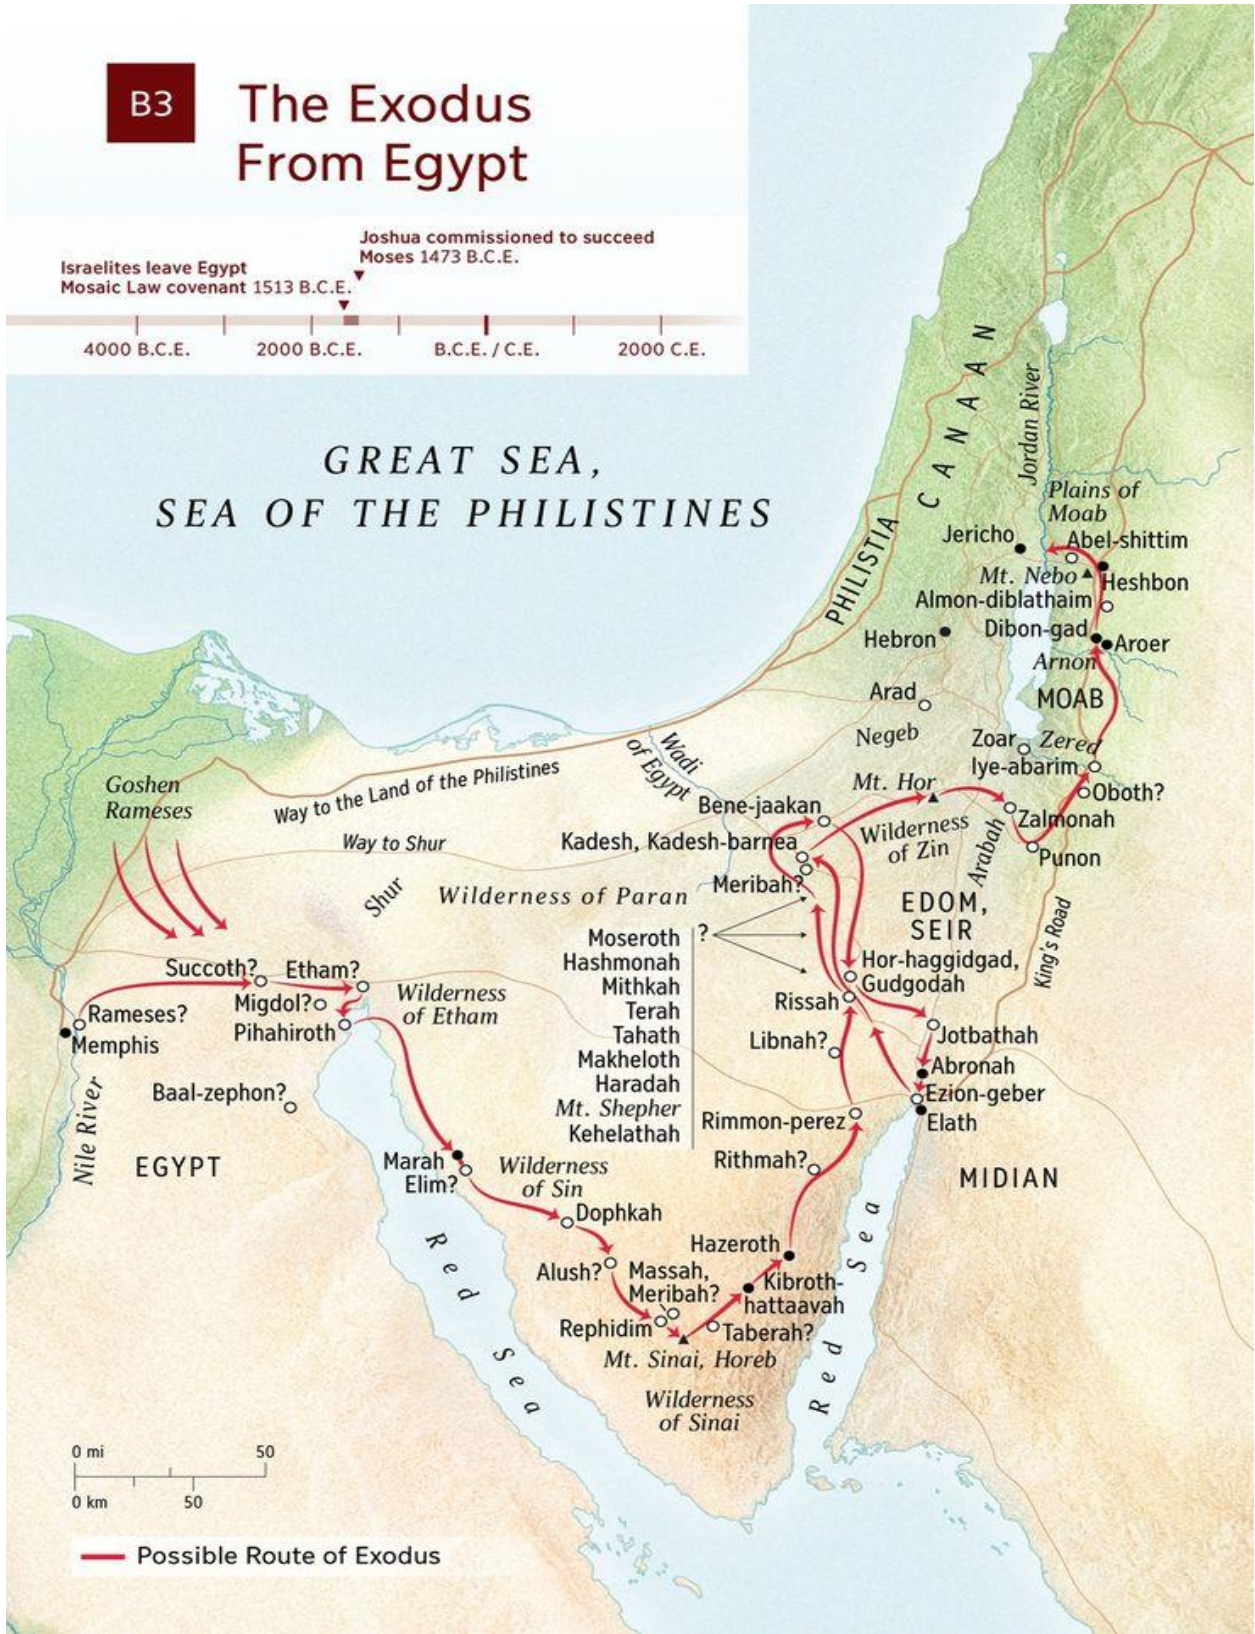 B3
The Exodus
From Egypt
Joshua commissioned to succeed
Moses 1473 B.C.E.
Israelites leave Egypt
Mosaic Law covenant 1513 B.C.E.
4000 B.C.E.
2000 B.C.E.
B.C.E. / C.E.
2000 C.E.
GREAT SEA,
SEA OF THE PHILISTINES
CANAAN
Jordan River
PHILISTIA
Plains of
Moab
Jericho
Abel-shittim
Mt. Nebo
Heshbon
Almon-diblathaim
Hebron
Dibon-gad
Aroer
Arnon
MOAB
Arad
Negeb
Zoar
Zered
Iye-abarim
Oboth?
Goshen
Rameses
Way to the Land of the Philistines
Wadi
of Egypt
Mt. Hor
Bene-jaakan
Zalmonah
Way to Shur
Kadesh, Kadesh-barnea
Wilderness
of Zin
Arabah
Punon
Meribah?
Shur
Wilderness of Paran
EDOM,
SEIR
King's Road
Moseroth
?
Hashmonah
Mithkah
Terah
Tahath
Makheloth
Haradah
Mt. Shepher
Kehelathah
Hor-haggidgad,
Gudgodah
Succoth?
Etham?
Migdol?
Wilderness
of Etham
Rissah
Rameses?
Pihahiroth
Memphis
Libnah?
Jotbathah
Abronah
Baal-zephon?
Ezion-geber
Nile River
Rimmon-perez
Elath
EGYPT
Marah
Elim?
Wilderness
of Sin
Rithmah?
MIDIAN
Dophkah
Red Sea
Hazeroth
Alush?
Massah,
Meribah?
Kibroth-
hattaavah
Rephidim
Taberah?
Mt. Sinai, Horeb
Red Sea
Wilderness
of Sinai
0 mi
50
0 km
50
Possible Route of Exodus